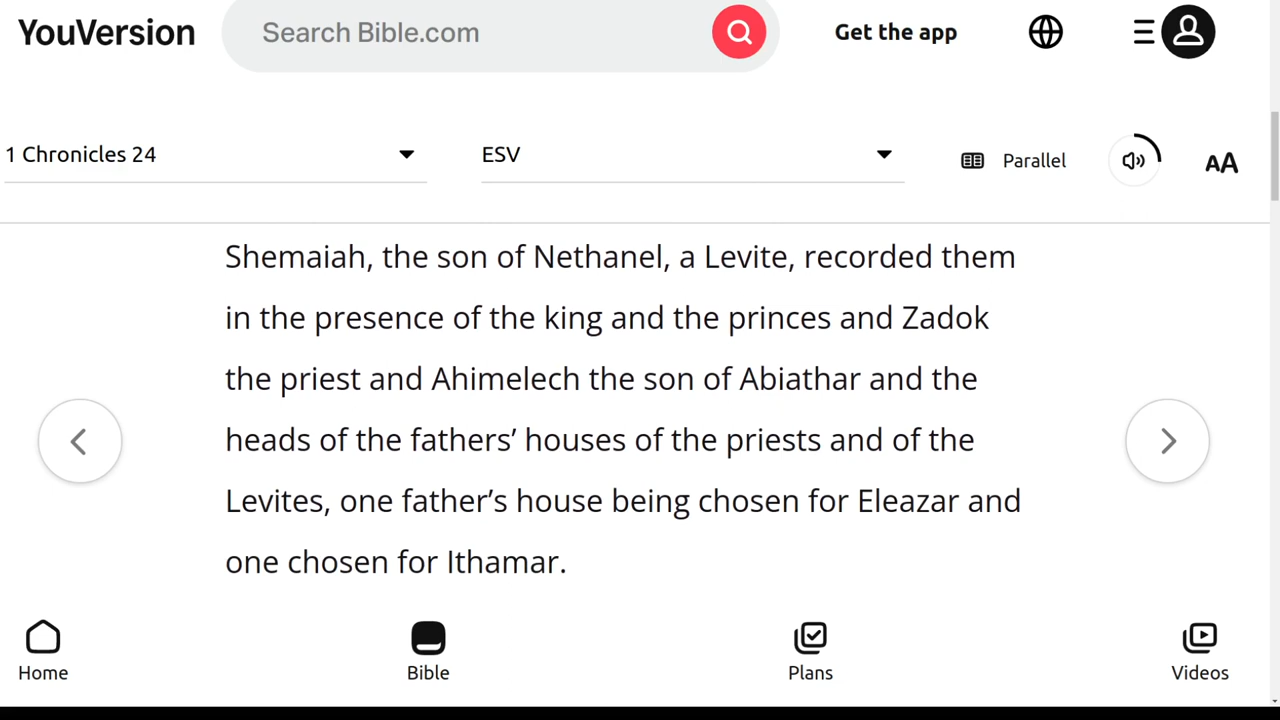 YouVersion Search Bible.com Get the app
1 Chronicles 24 ESV Parallel AA
Shemaiah, the son of Nethanel, a Levite, recorded them
in the presence of the king and the princes and Zadok
the priest and Ahimelech the son of Abiathar and the
heads of the fathers’ houses of the priests and of the
Levites, one father’s house being chosen for Eleazar and
one chosen for Ithamar.
Home Bible Plans Videos